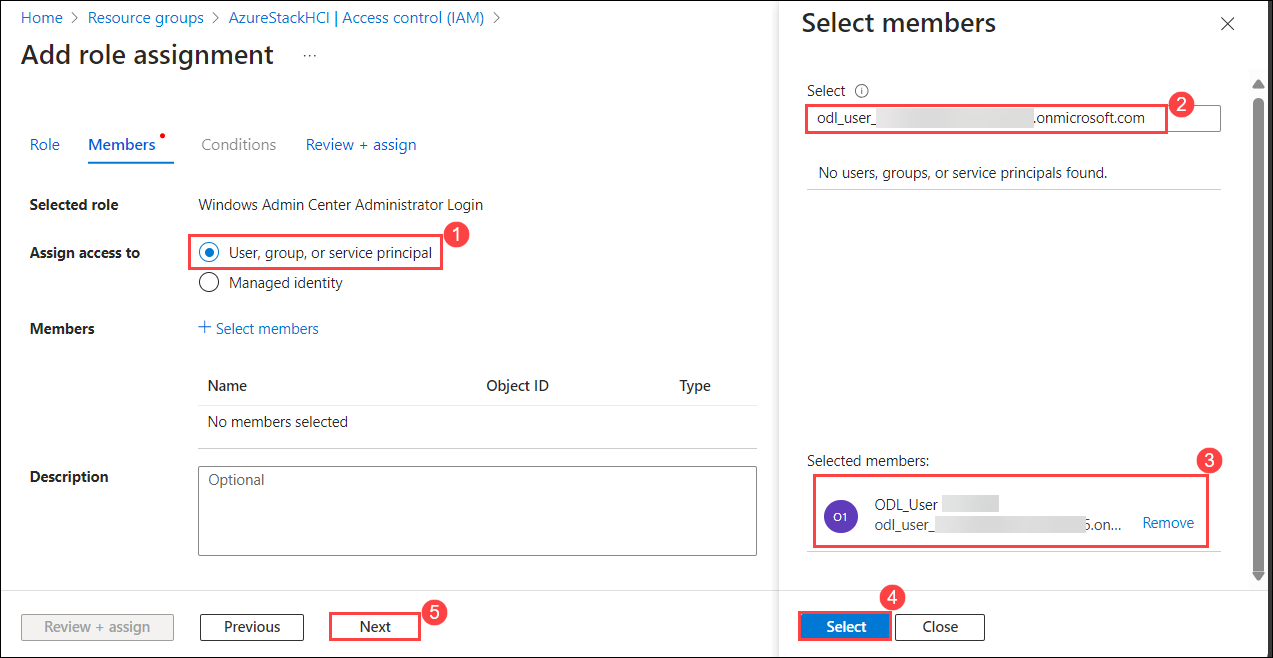 Home > Resource groups > AzureStackHCI | Access control (IAM) >
Add role assignment ...
Role Members Conditions Review + assign
Selected role Windows Admin Center Administrator Login
Assign access to User, group, or service principal 1
Managed identity
Members + Select members
Name Object ID Type
No members selected
Description Optional
Review + assign Previous Next 5
Select members
Select
2
odl_user_ .onmicrosoft.com
No users, groups, or service principals found.
Selected members: 3
O1 ODL_User
odl_user_ 5.on... Remove
4
Select Close